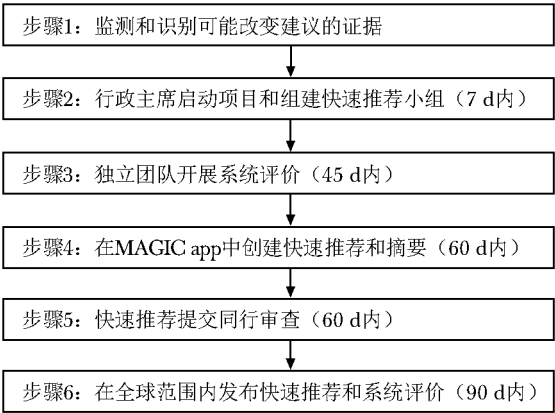 步骤1：监测和识别可能改变建议的证据
步骤2：行政主席启动项目和组建快速推荐小组（7 d内）
步骤3：独立团队开展系统评价（45 d内）
步骤4：在MAGIC app中创建快速推荐和摘要（60 d内）
步骤5：快速推荐提交同行审查（60 d内）
步骤6：在全球范围内发布快速推荐和系统评价（90 d内）